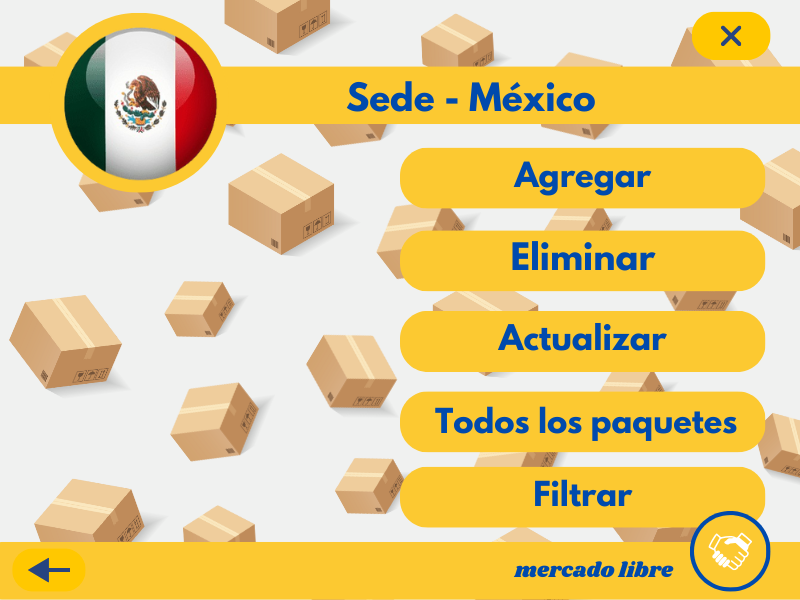 Sede - México
Agregar
Eliminar
Actualizar
Todos los paquetes
Filtrar
mercado libre